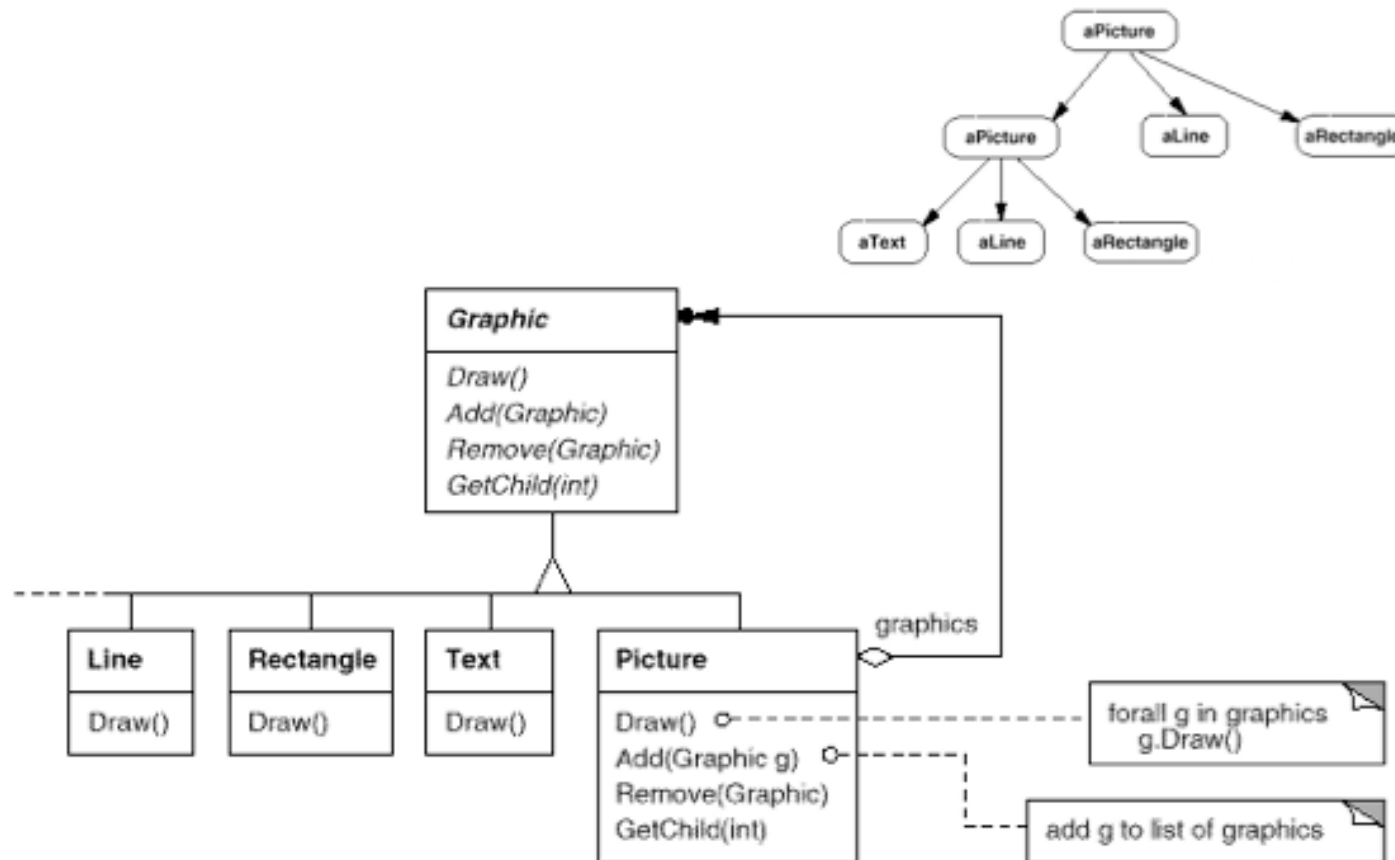 aPicture
aPicture
aLine
aRectangle
aText
aLine
aRectangle
Graphic
Draw()
Add(Graphic)
Remove(Graphic)
GetChild(int)
graphics
Line
Draw()
Rectangle
Draw()
Text
Draw()
Picture
Draw()
Add(Graphic g)
Remove(Graphic)
GetChild(int)
forall g in graphics
g.Draw()
add g to list of graphics